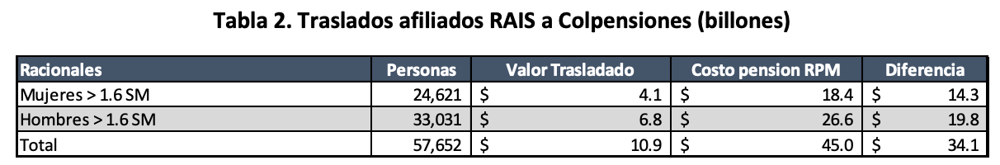 Tabla 2. Traslados afiliados RAIS a Colpensiones (billones)
Racionales Personas Valor Trasladado Costo pension RPM Diferencia
Mujeres > 1.6 SM 24,621 $ 4.1 $ 18.4 $ 14.3
Hombres > 1.6 SM 33,031 $ 6.8 $ 26.6 $ 19.8
Total 57,652 $ 10.9 $ 45.0 $ 34.1